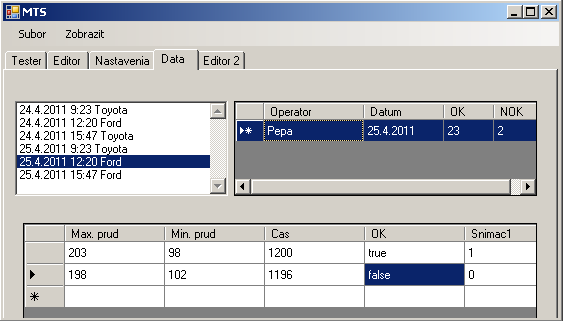 MTS
Subor Zobrazit
Tester Editor Nastavenia Data Editor 2
24.4.2011 9:23 Toyota
24.4.2011 12:20 Ford
24.4.2011 15:47 Toyota
25.4.2011 9:23 Toyota
25.4.2011 12:20 Ford
25.4.2011 15:47 Ford
Operator Datum OK NOK
Pepa 25.4.2011 23 2
Max. prud Min. prud Cas OK Snimac1
203 98 1200 true 1
198 102 1196 false 0